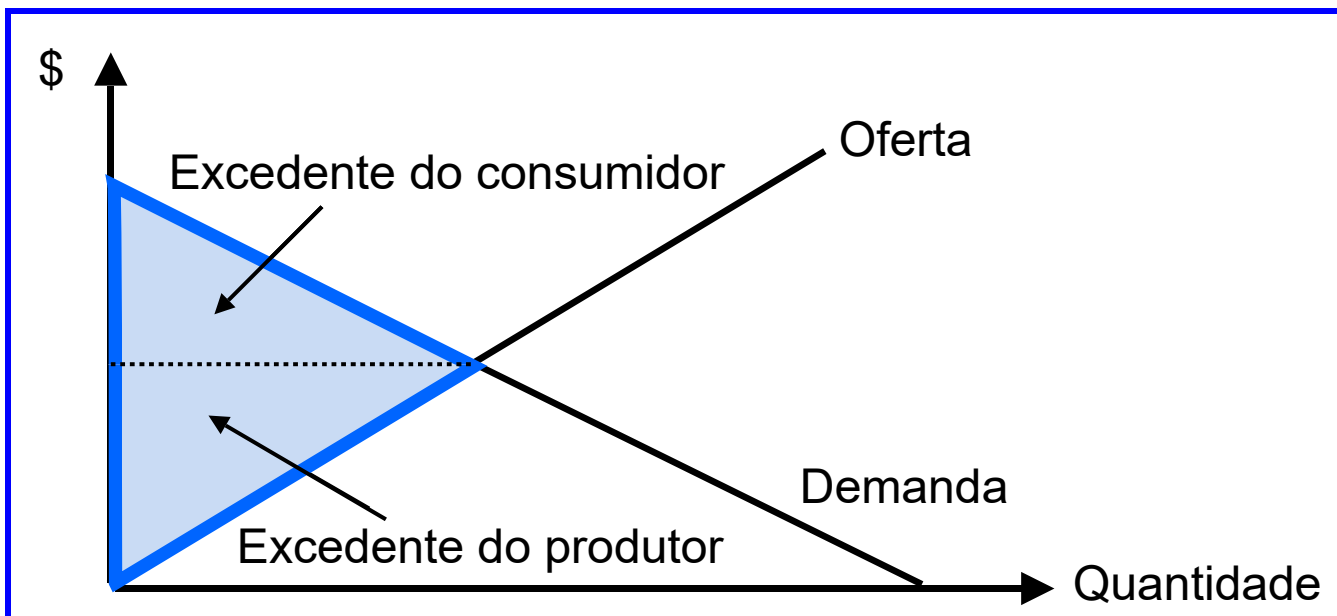 $
Oferta
Excedente do consumidor
Demanda
Excedente do produtor
Quantidade